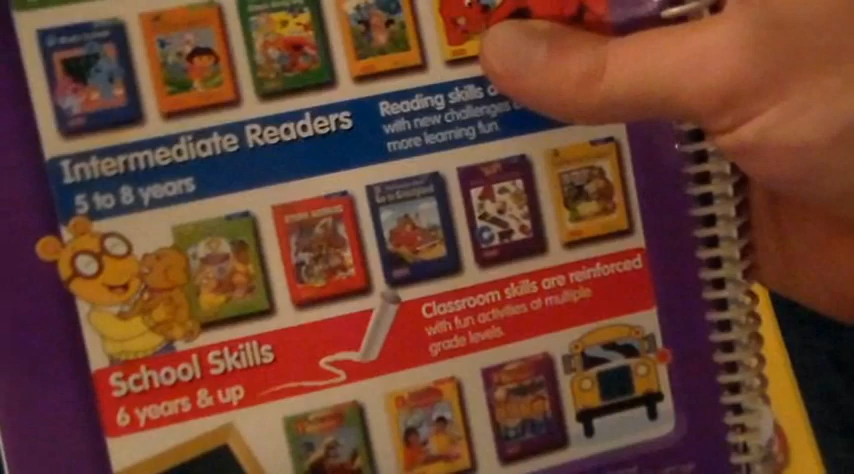 Intermediate Readers
5 to 8 years
Reading skills
with new challenges
more learning fun.
School Skills
6 years & up
Classroom skills are reinforced
with fun activities at multiple
grade levels.